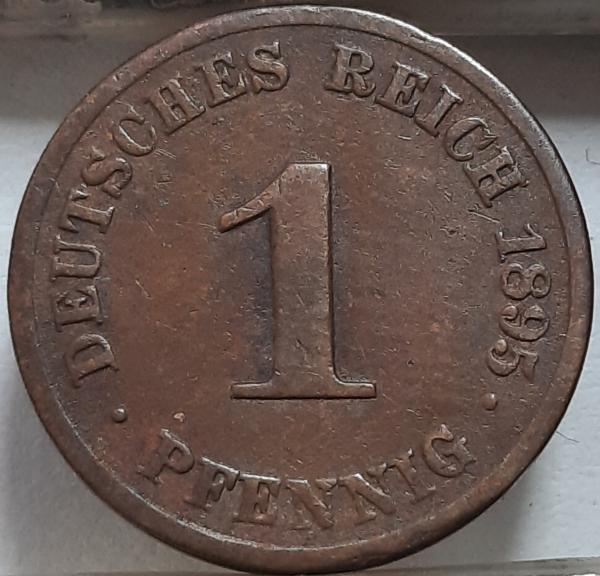 DEUTSCHES REICH 1895
1
· PFENNIG ·